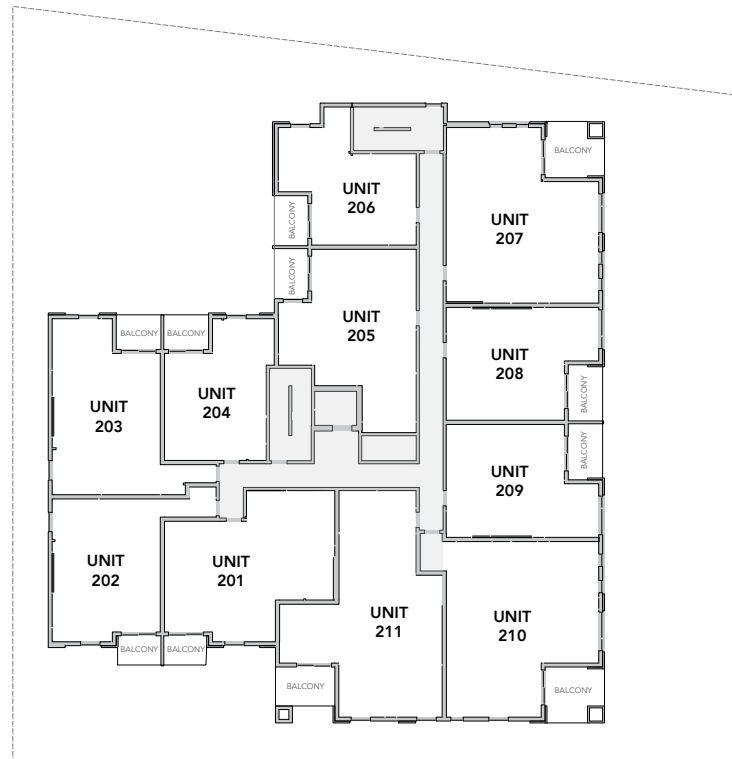 BALCONY
UNIT
206
UNIT
207
BALCONY
BALCONY
UNIT
205
BALCONY
BALCONY
UNIT
208
UNIT
203
UNIT
204
BALCONY
BALCONY
UNIT
209
UNIT
202
UNIT
201
UNIT
211
UNIT
210
BALCONY
BALCONY
BALCONY
BALCONY